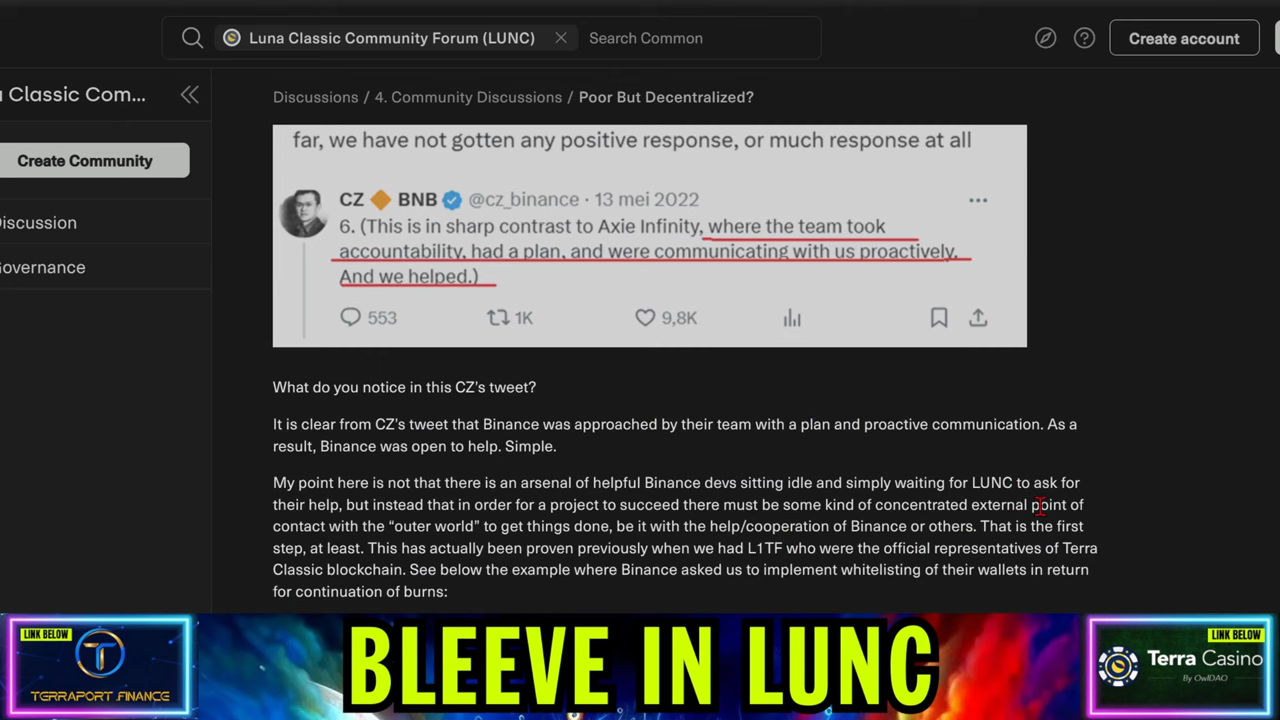 Luna Classic Community Forum (LUNC)
Search Common
Create account
a Classic Com...
Discussions / 4. Community Discussions / Poor But Decentralized?
Create Community
Discussion
Governance
far, we have not gotten any positive response, or much response at all
CZ BNB @cz_binance · 13 mei 2022
6. (This is in sharp contrast to Axie Infinity, where the team took
accountability, had a plan, and were communicating with us proactively.
And we helped.)
553 1K 9,8K
What do you notice in this CZ's tweet?
It is clear from CZ's tweet that Binance was approached by their team with a plan and proactive communication. As a
result, Binance was open to help. Simple.
My point here is not that there is an arsenal of helpful Binance devs sitting idle and simply waiting for LUNC to ask for
their help, but instead that in order for a project to succeed there must be some kind of concentrated external point of
contact with the “outer world” to get things done, be it with the help/cooperation of Binance or others. That is the first
step, at least. This has actually been proven previously when we had L1TF who were the official representatives of Terra
Classic blockchain. See below the example where Binance asked us to implement whitelisting of their wallets in return
for continuation of burns:
LINK BELOW
TERRAPORT FINANCE
BLEEVE IN LUNC
LINK BELOW
Terra Casino
By OwlDAO